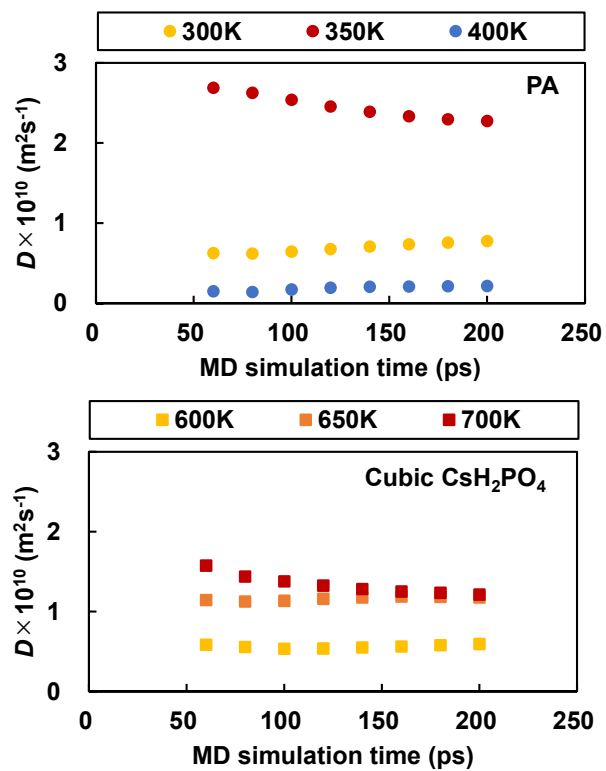 300K 350K 400K
PA
3
2
1
0
D × 10¹⁰ (m²s⁻¹)
0 50 100 150 200 250
MD simulation time (ps)
600K 650K 700K
Cubic CsH₂PO₄
3
2
1
0
D × 10¹⁰ (m²s⁻¹)
0 50 100 150 200 250
MD simulation time (ps)